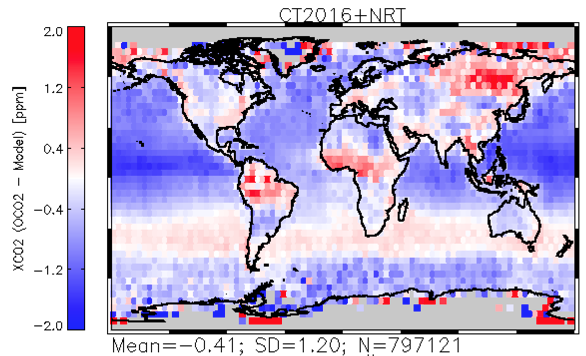 CT2016+NRT
2.0
1.2
0.4
-0.4
-1.2
-2.0
XCO2 (OCO2 - Model) [ppm]
Mean=-0.41; SD=1.20; N=797121